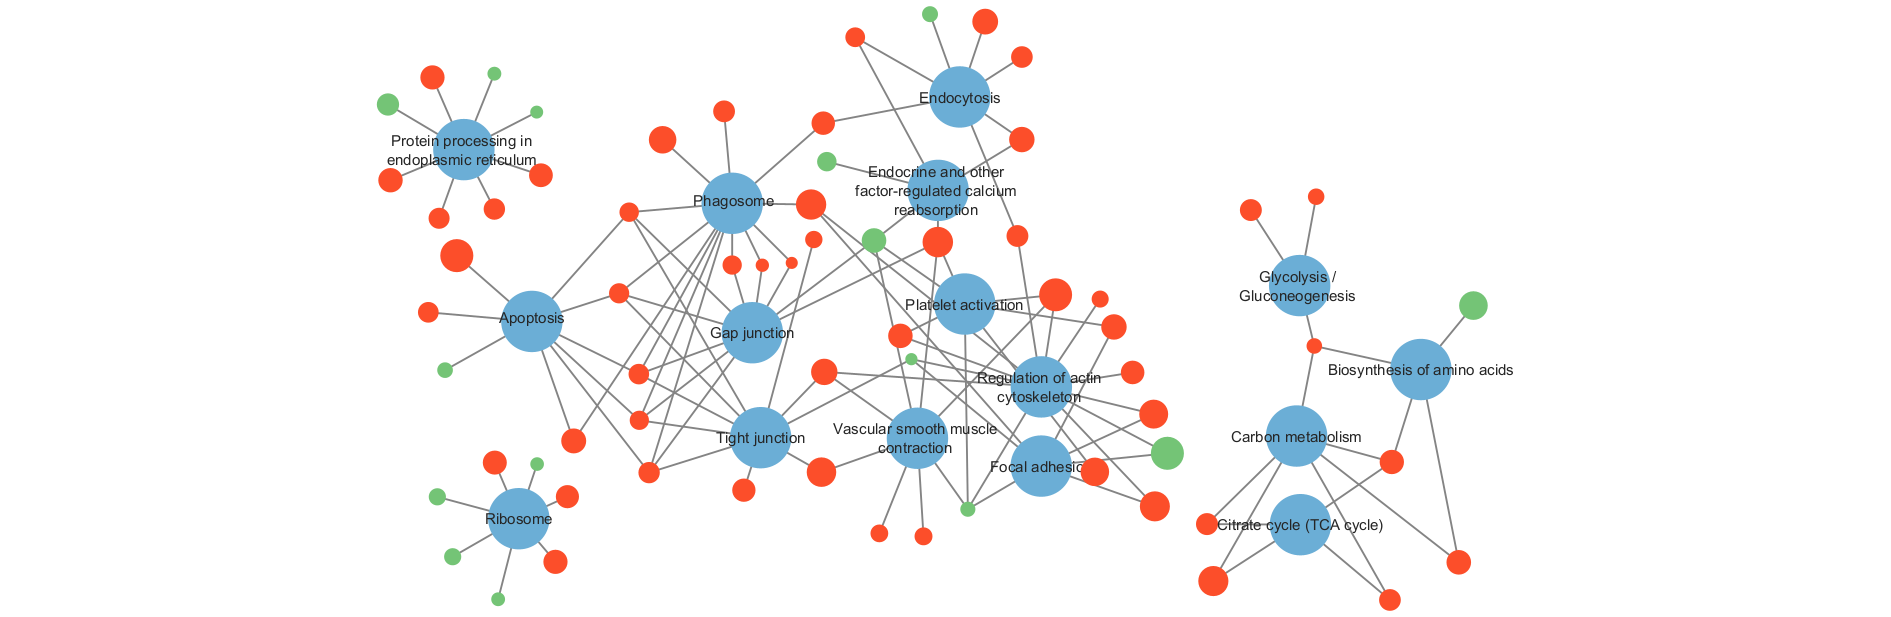 Endocytosis
Protein processing in
endoplasmic reticulum
Endocrine and other
factor-regulated calcium
reabsorption
Phagosome
Glycolysis /
Gluconeogenesis
Platelet activation
Apoptosis
Gap junction
Biosynthesis of amino acids
Regulation of actin
cytoskeleton
Vascular smooth muscle
contraction
Tight junction
Carbon metabolism
Focal adhesic
Ribosome
Citrate cycle (TCA cycle)